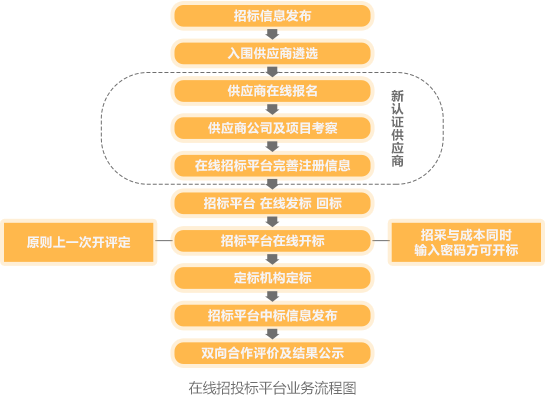 招标信息发布
入围供应商遴选
供应商在线报名
供应商公司及项目考察
在线招标平台完善注册信息
新认证供应商
招标平台 在线发标 回标
原则上一次开评定
招标平台在线开标
招采与成本同时
输入密码方可开标
定标机构定标
招标平台中标信息发布
双向合作评价及结果公示
在线招投标平台业务流程图